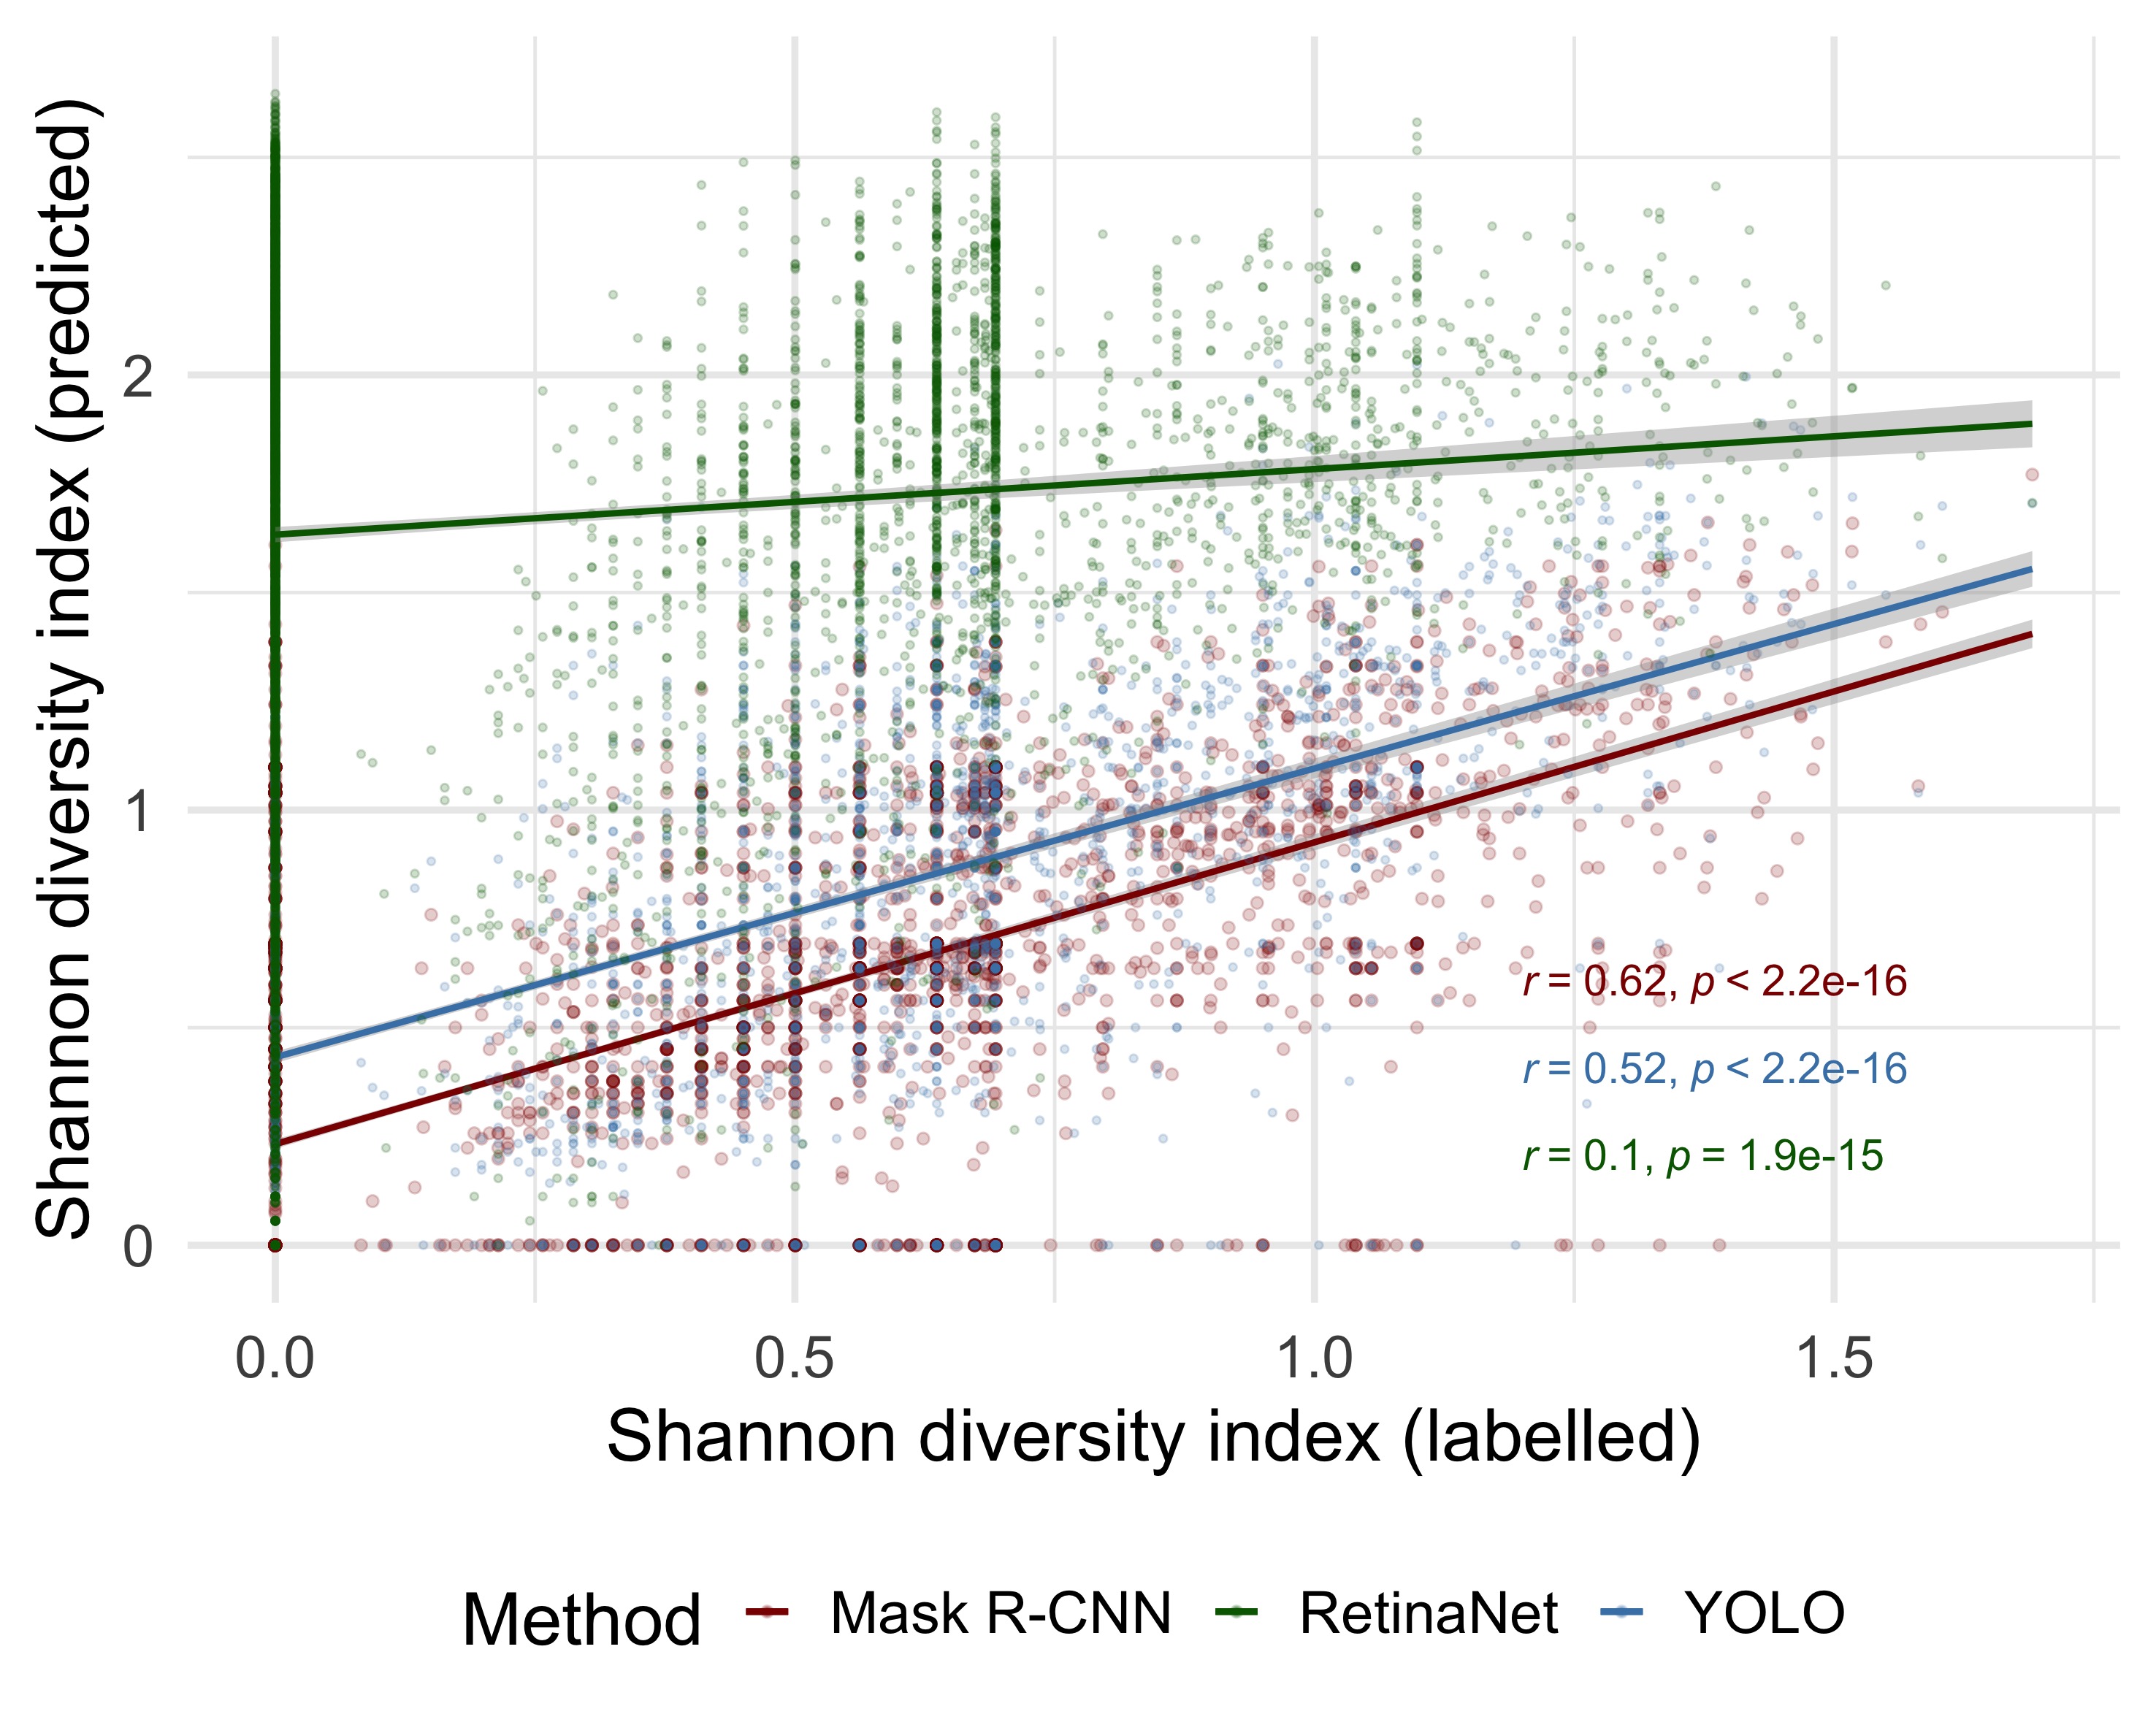 Shannon diversity index (predicted)
2
1
0
r = 0.62, p < 2.2e-16
r = 0.52, p < 2.2e-16
r = 0.1, p = 1.9e-15
0.0 0.5 1.0 1.5
Shannon diversity index (labelled)
Method Mask R-CNN RetinaNet YOLO